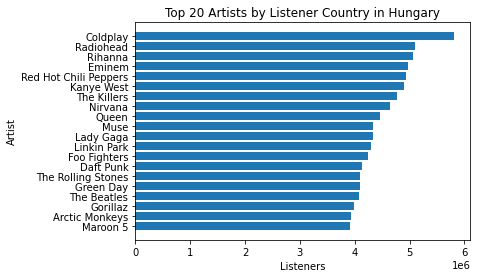 Top 20 Artists by Listener Country in Hungary
Artist
Coldplay
Radiohead
Rihanna
Eminem
Red Hot Chili Peppers
Kanye West
The Killers
Nirvana
Queen
Muse
Lady Gaga
Linkin Park
Foo Fighters
Daft Punk
The Rolling Stones
Green Day
The Beatles
Gorillaz
Arctic Monkeys
Maroon 5
0 1 2 3 4 5 6
1e6
Listeners